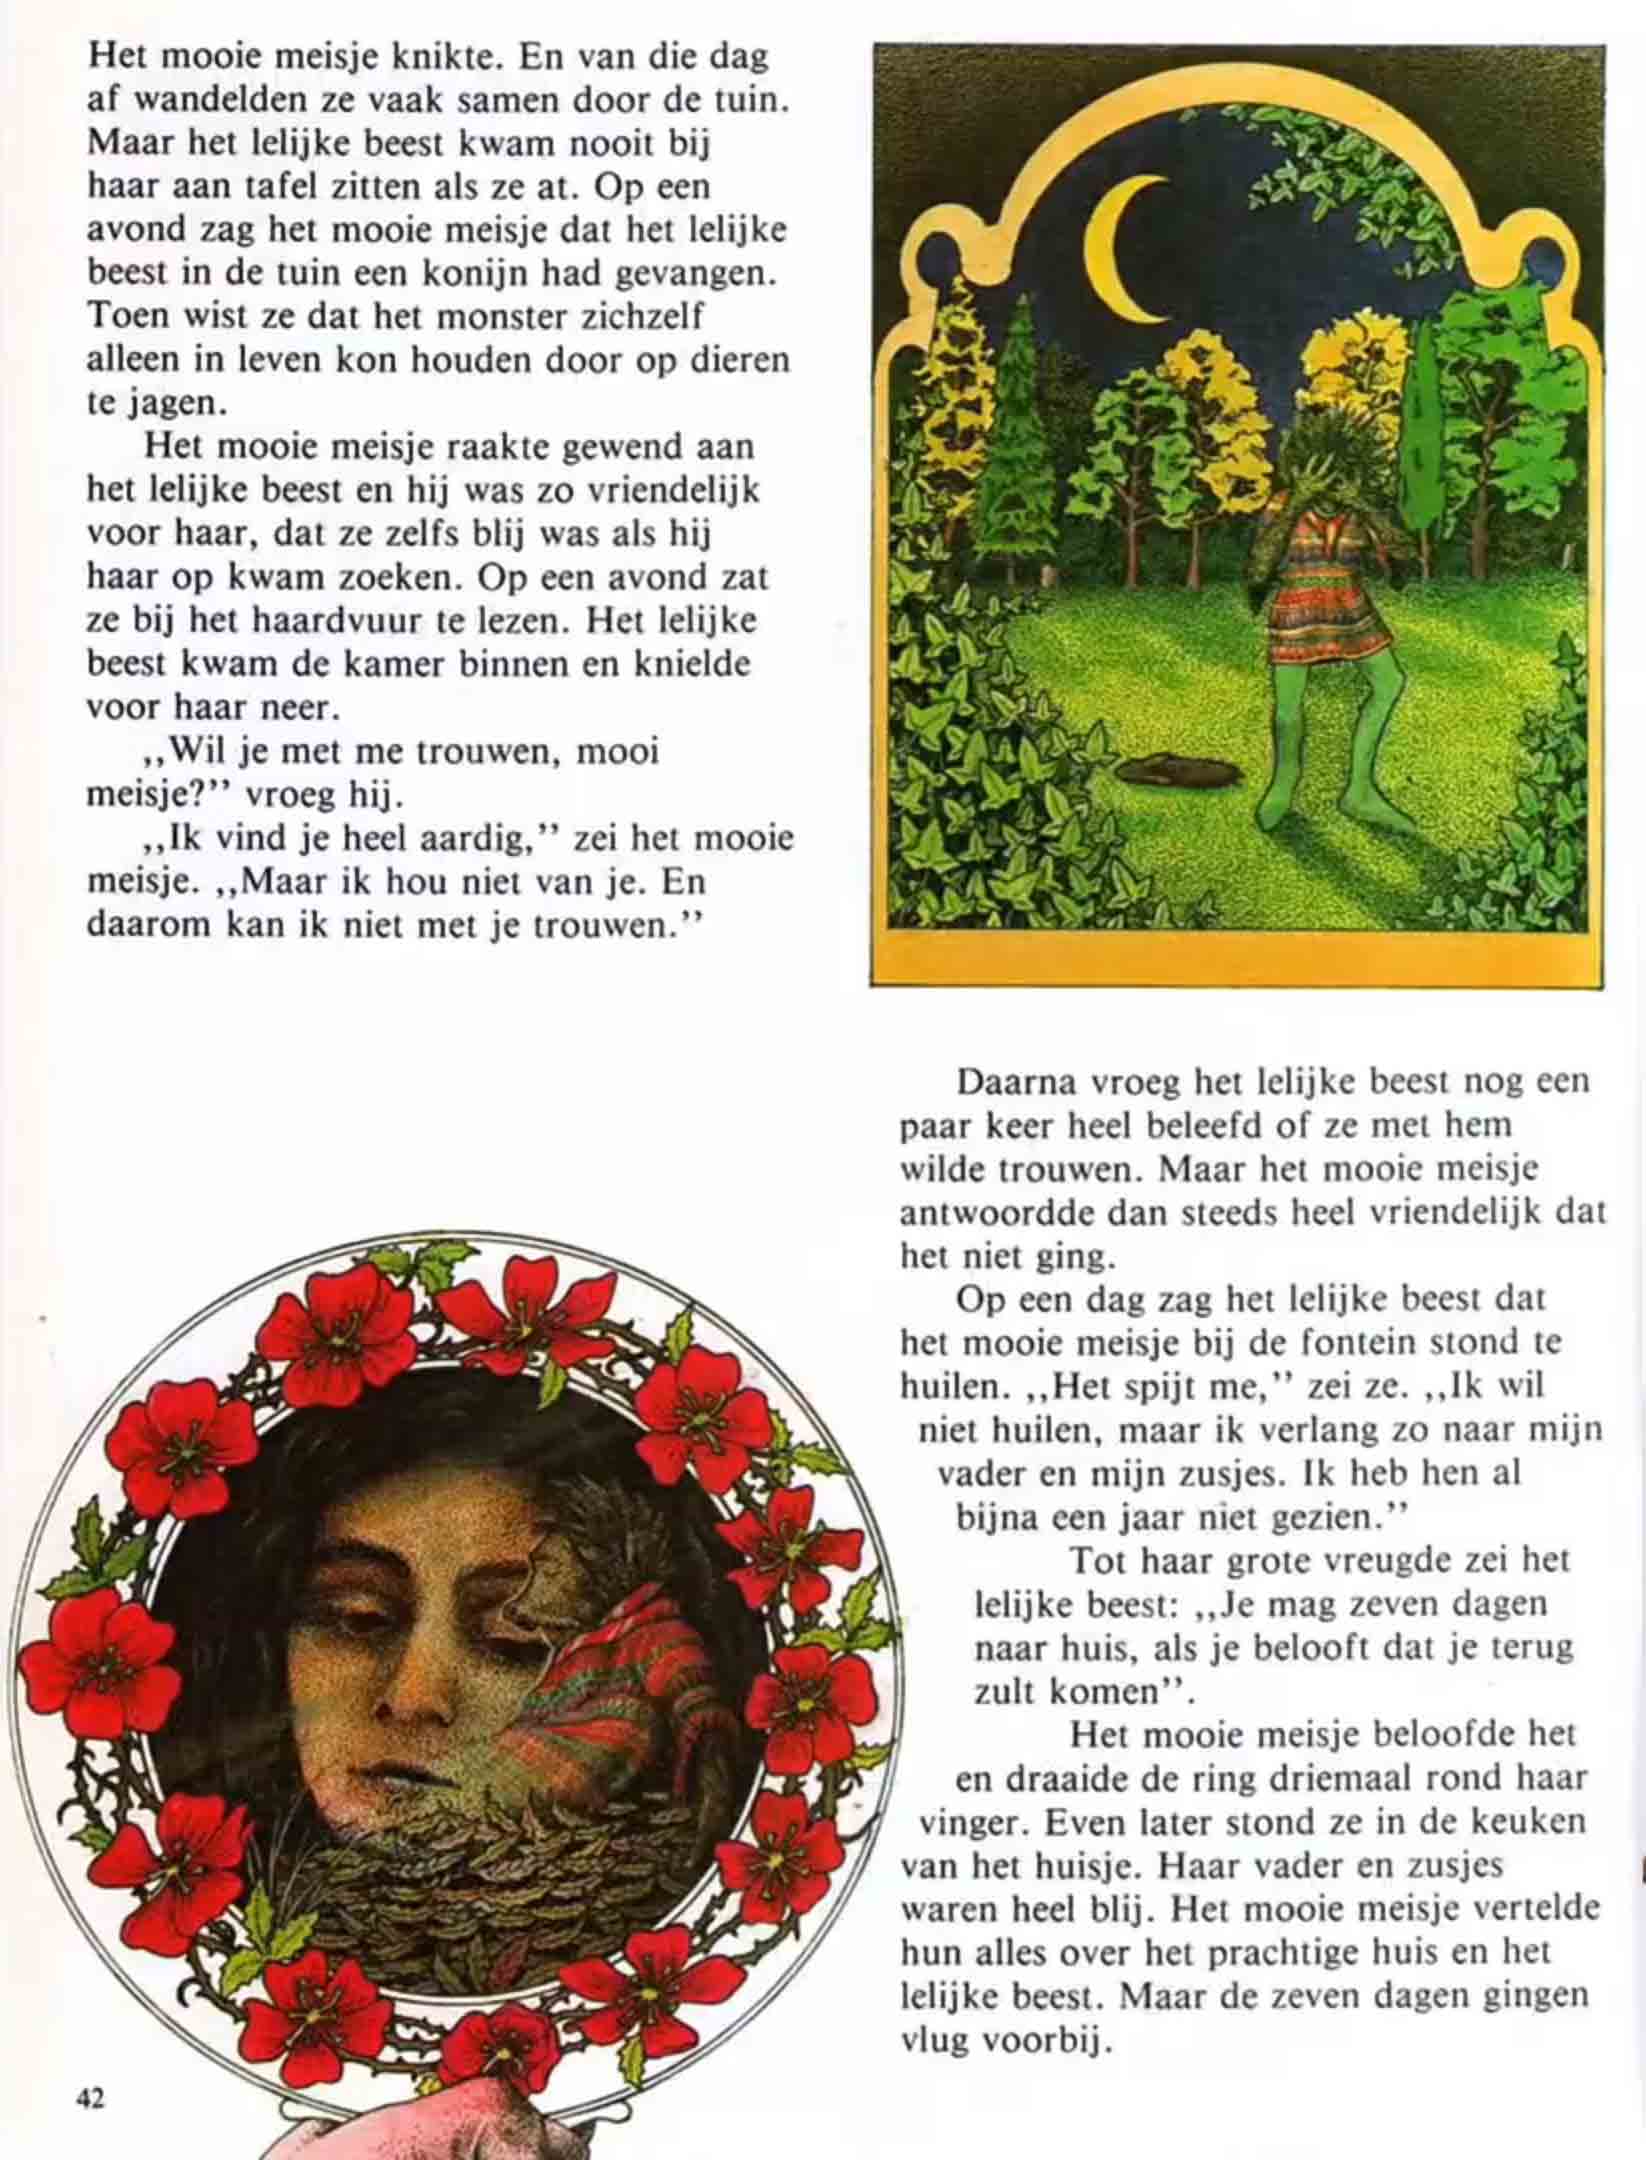 Het mooie meisje knikte. En van die dag
af wandelden ze vaak samen door de tuin.
Maar het lelijke beest kwam nooit bij
haar aan tafel zitten als ze at. Op een
avond zag het mooie meisje dat het lelijke
beest in de tuin een konijn had gevangen.
Toen wist ze dat het monster zichzelf
alleen in leven kon houden door op dieren
te jagen.
Het mooie meisje raakte gewend aan
het lelijke beest en hij was zo vriendelijk
voor haar, dat ze zelfs blij was als hij
haar op kwam zoeken. Op een avond zat
ze bij het haardvuur te lezen. Het lelijke
beest kwam de kamer binnen en knielde
voor haar neer.
,,Wil je met me trouwen, mooi
meisje?’’ vroeg hij.
,,Ik vind je heel aardig,’’ zei het mooie
meisje. ,,Maar ik hou niet van je. En
daarom kan ik niet met je trouwen.’’
Daarna vroeg het lelijke beest nog een
paar keer heel beleefd of ze met hem
wilde trouwen. Maar het mooie meisje
antwoordde dan steeds heel vriendelijk dat
het niet ging.
Op een dag zag het lelijke beest dat
het mooie meisje bij de fontein stond te
huilen. ,,Het spijt me,’’ zei ze. ,,Ik wil
niet huilen, maar ik verlang zo naar mijn
vader en mijn zusjes. Ik heb hen al
bijna een jaar niet gezien.’’
Tot haar grote vreugde zei het
lelijke beest: ,,Je mag zeven dagen
naar huis, als je belooft dat je terug
zult komen’’.
Het mooie meisje beloofde het
en draaide de ring driemaal rond haar
vinger. Even later stond ze in de keuken
van het huisje. Haar vader en zusjes
waren heel blij. Het mooie meisje vertelde
hun alles over het prachtige huis en het
lelijke beest. Maar de zeven dagen gingen
vlug voorbij.
42